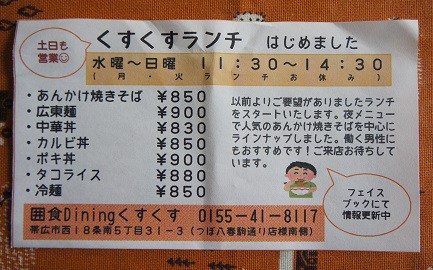 土日も
営業☺
くすくすランチ はじめました
水曜～日曜 11：30～14：30
（月・火ランチお休み）
・あんかけ焼きそば ¥850
・広東麺 ¥900
・中華丼 ¥830
・カルビ丼 ¥850
・ポキ丼 ¥900
・タコライス ¥880
・冷麺 ¥850
以前よりご要望がありましたランチ
をスタートいたします。夜メニュー
で人気のあんかけ焼きそばを中心に
ラインナップしました。働く男性に
もおすすめです！ご来店お待ちして
います。
フェイス
ブックにて
情報更新中
囲食Diningくすくす 0155-41-8117
帯広市西18条南5丁目31-3（つぼ八春駒通り店様南側）